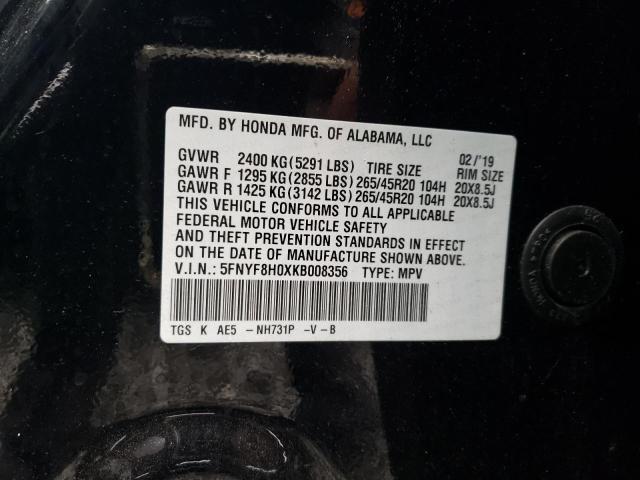 MFD. BY HONDA MFG. OF ALABAMA, LLC
GVWR 2400 KG (5291 LBS) TIRE SIZE 02/'19 RIM SIZE
GAWR F 1295 KG (2855 LBS) 265/45R20 104H 20X8.5J
GAWR R 1425 KG (3142 LBS) 265/45R20 104H 20X8.5J
THIS VEHICLE CONFORMS TO ALL APPLICABLE
FEDERAL MOTOR VEHICLE SAFETY
AND THEFT PREVENTION STANDARDS IN EFFECT
ON THE DATE OF MANUFACTURE SHOWN ABOVE.
V.I.N.: 5FNYF8H0XKB008356 TYPE: MPV
TGS K AE5 -NH731P -V-B